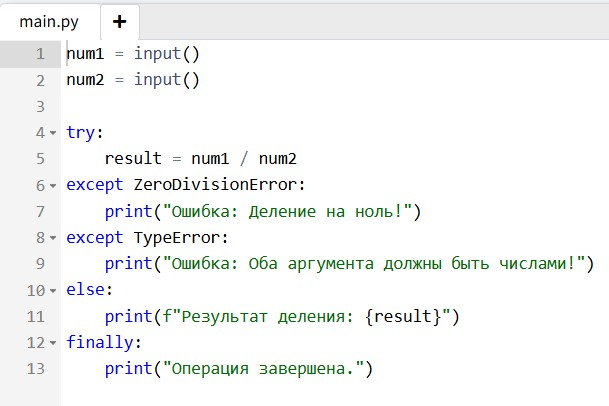 main.py +
1 num1 = input()
2 num2 = input()
3
4 try:
5     result = num1 / num2
6 except ZeroDivisionError:
7     print("Ошибка: Деление на ноль!")
8 except TypeError:
9     print("Ошибка: Оба аргумента должны быть числами!")
10 else:
11     print(f"Результат деления: {result}")
12 finally:
13     print("Операция завершена.")